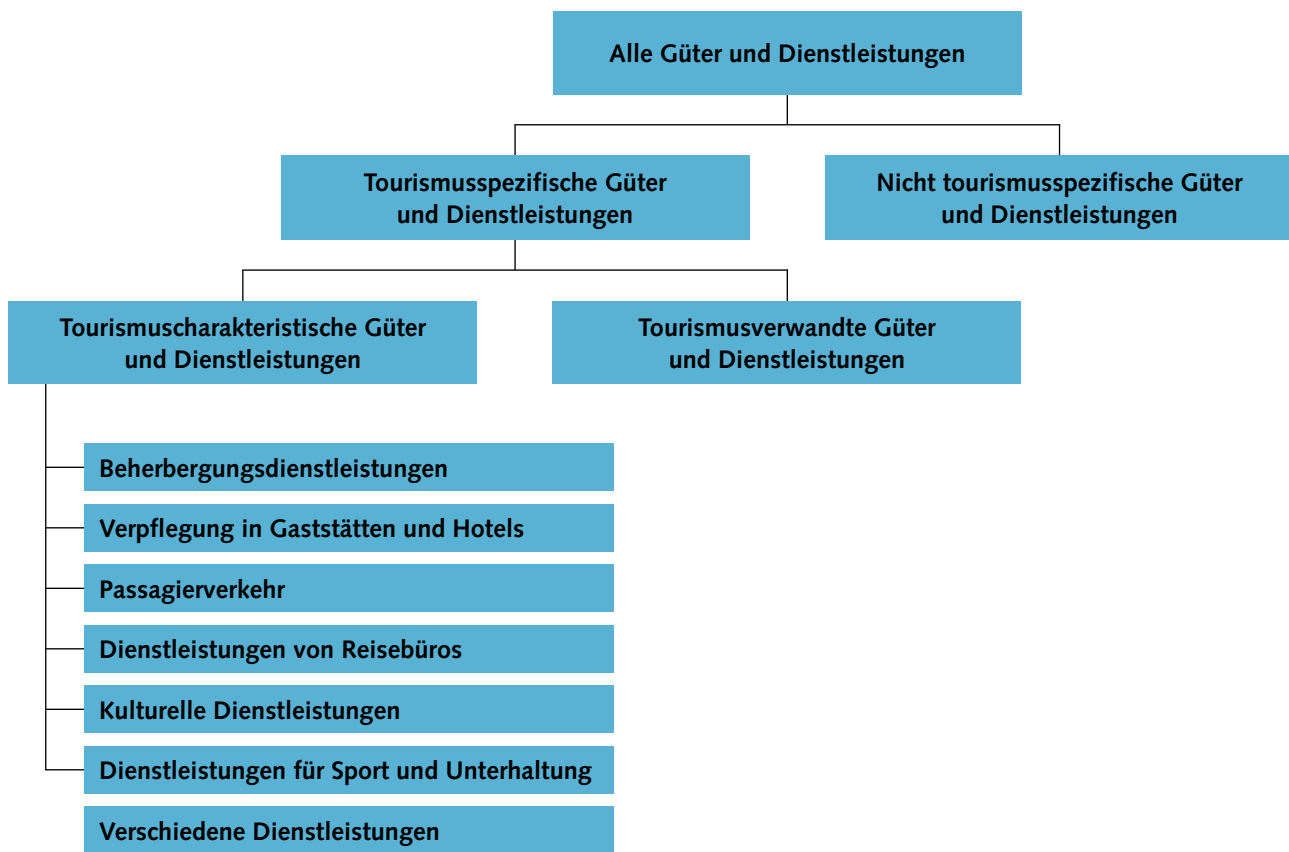 Alle Güter und Dienstleistungen
Tourismusspezifische Güter
und Dienstleistungen
Nicht tourismusspezifische Güter
und Dienstleistungen
Tourismuscharakteristische Güter
und Dienstleistungen
Tourismusverwandte Güter
und Dienstleistungen
Beherbergungsdienstleistungen
Verpflegung in Gaststätten und Hotels
Passagierverkehr
Dienstleistungen von Reisebüros
Kulturelle Dienstleistungen
Dienstleistungen für Sport und Unterhaltung
Verschiedene Dienstleistungen